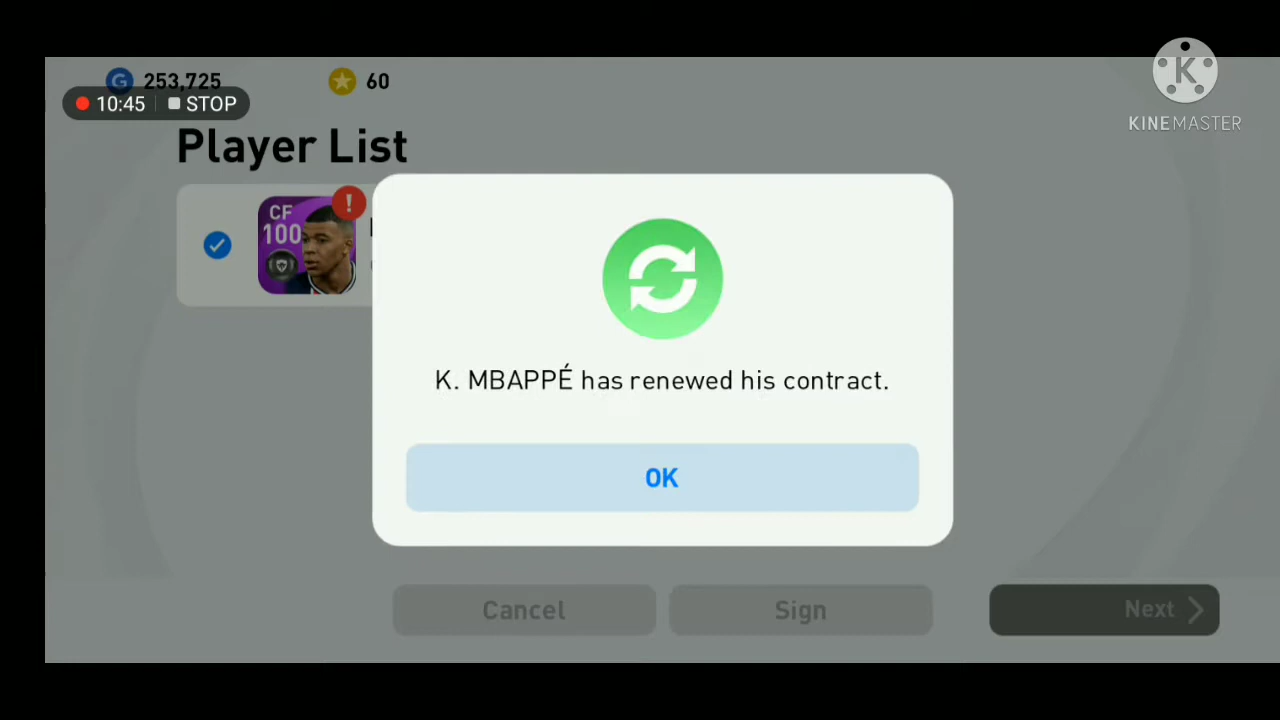 G 253,725 60
10:45 STOP
K
KINEMASTER
Player List
CF
100
!
K. MBAPPÉ has renewed his contract.
OK
Cancel
Sign
Next